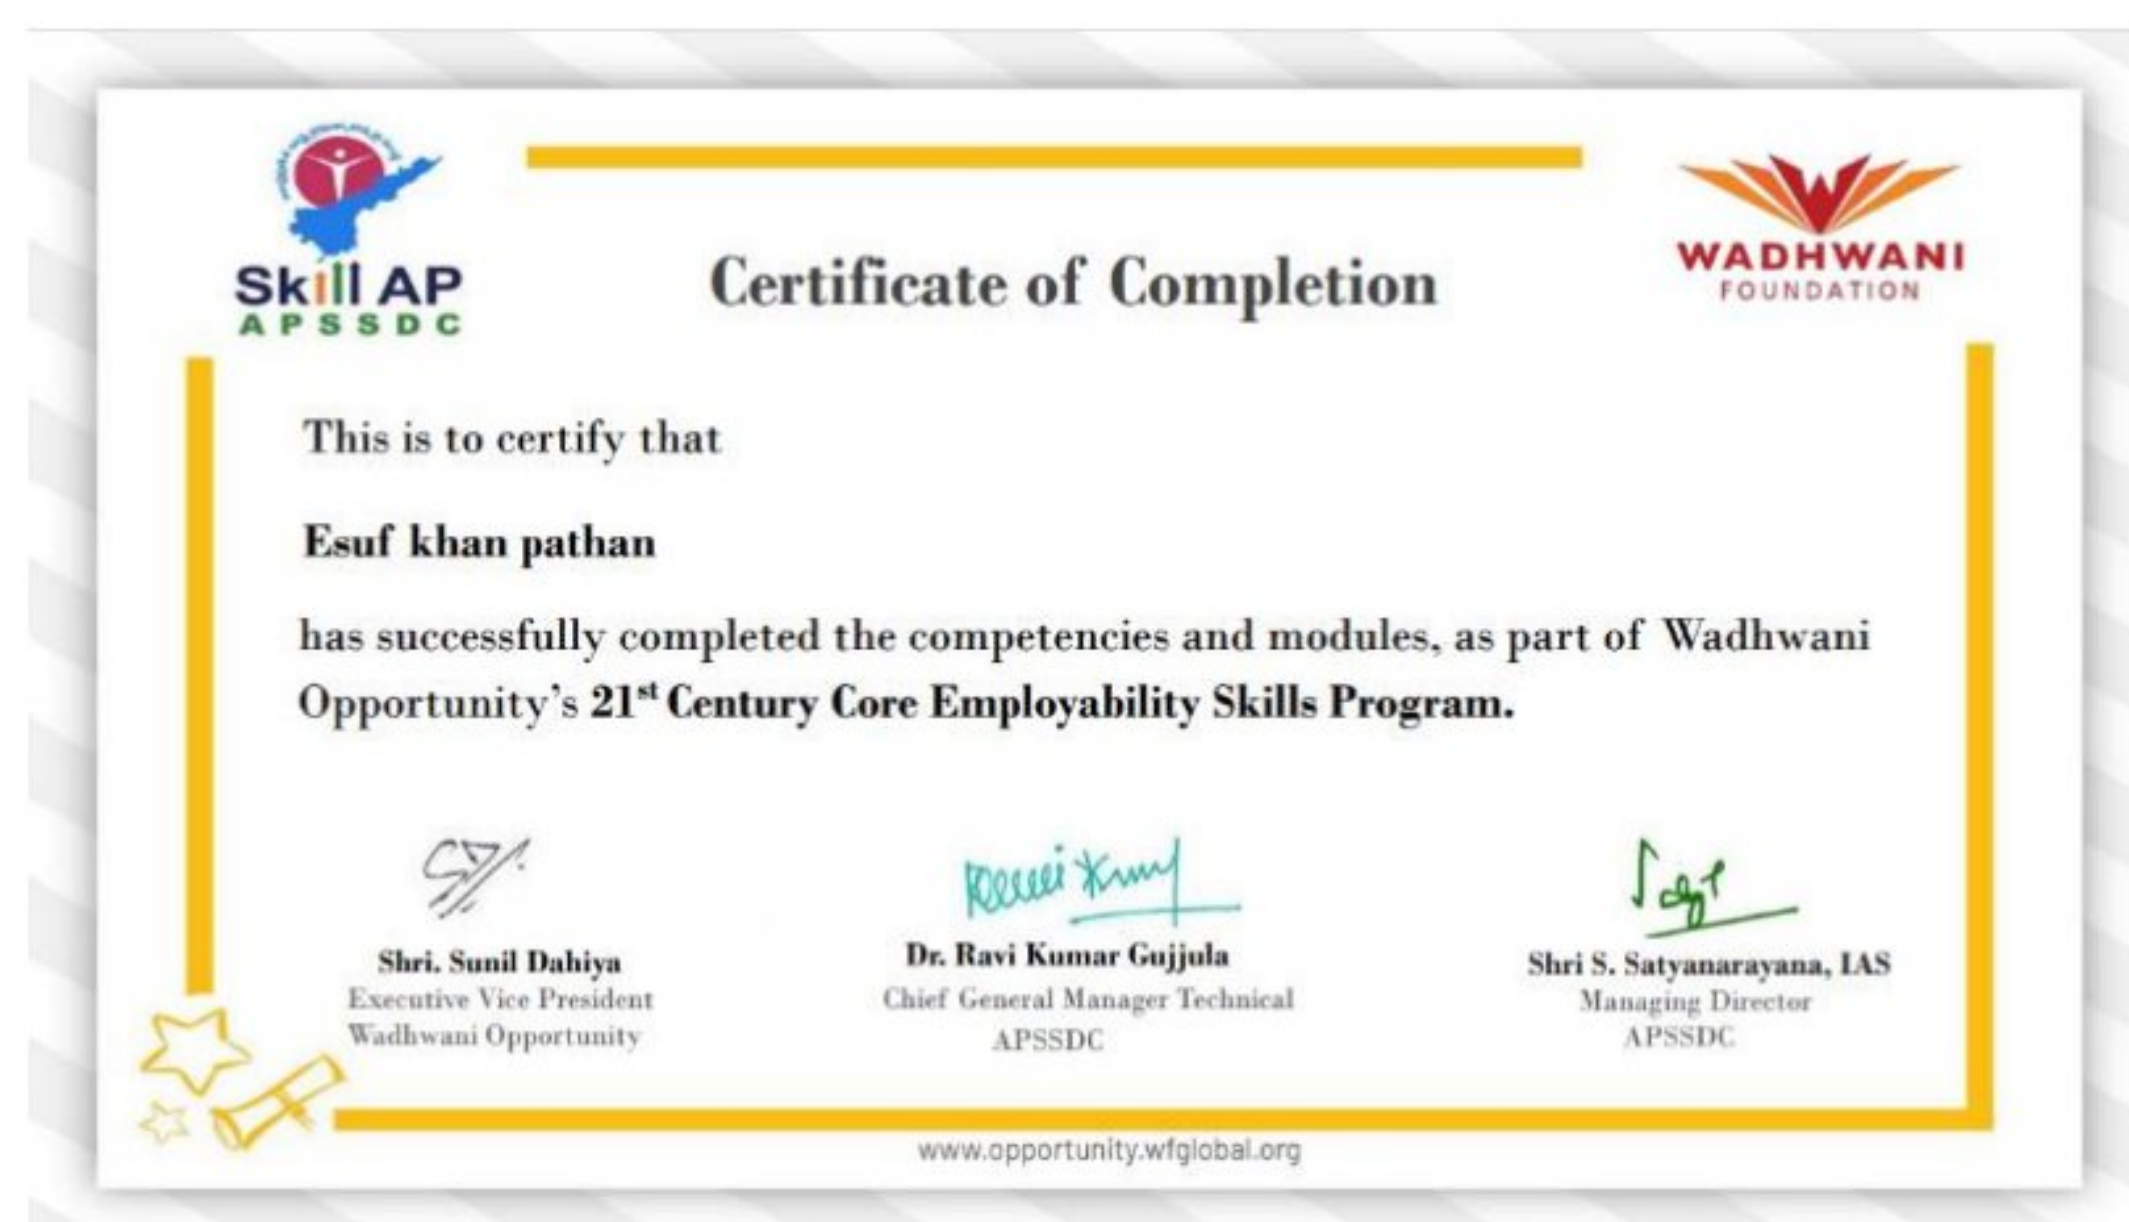 Skill AP
APSSDC
WADHWANI
FOUNDATION
Certificate of Completion
This is to certify that
Esuf khan pathan
has successfully completed the competencies and modules, as part of Wadhwani
Opportunity’s 21st Century Core Employability Skills Program.
Shri. Sunil Dahiya
Executive Vice President
Wadhwani Opportunity
Ravi Kumar
Dr. Ravi Kumar Gujjula
Chief General Manager Technical
APSSDC
Shri S. Satyanarayana, IAS
Managing Director
APSSDC
www.opportunity.wfglobal.org